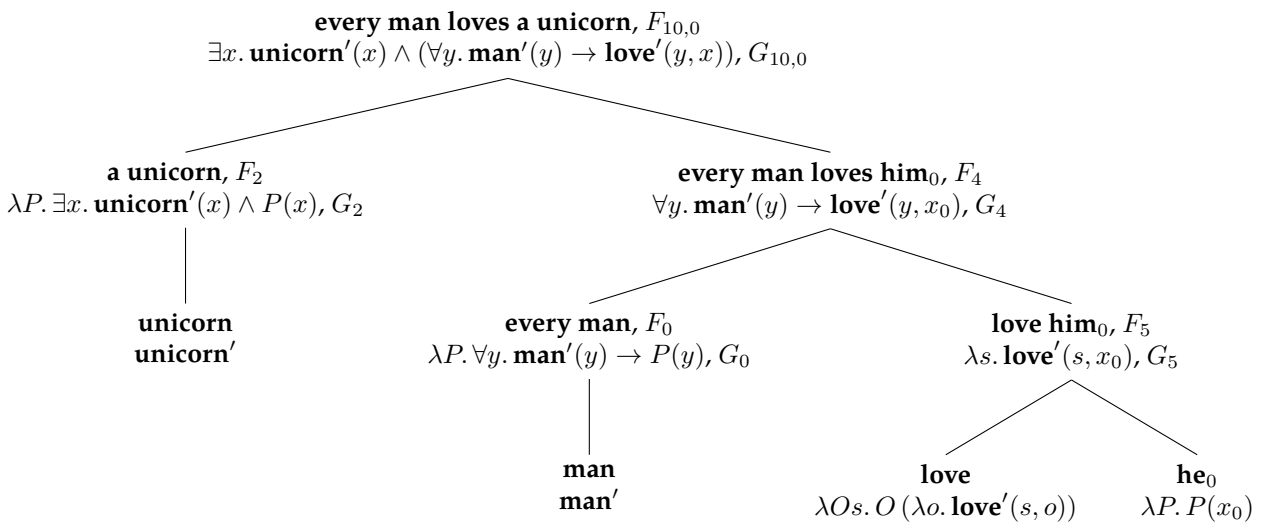 every man loves a unicorn, F₁₀,₀
∃x. unicorn′(x) ∧ (∀y. man′(y) → love′(y, x)), G₁₀,₀
a unicorn, F₂
λP. ∃x. unicorn′(x) ∧ P(x), G₂
every man loves him₀, F₄
∀y. man′(y) → love′(y, x₀), G₄
unicorn
unicorn′
every man, F₀
λP. ∀y. man′(y) → P(y), G₀
love him₀, F₅
λs. love′(s, x₀), G₅
man
man′
love
λOs. O (λo. love′(s, o))
he₀
λP. P(x₀)